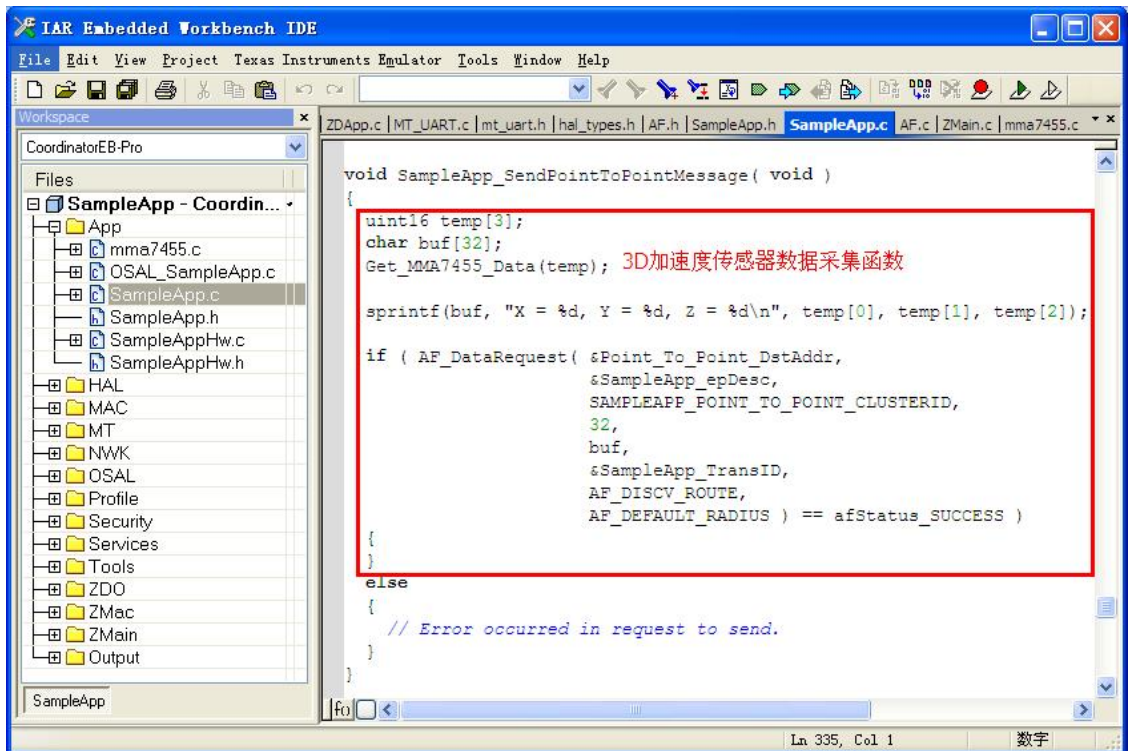 IAR Embedded Workbench IDE
File Edit View Project Texas Instruments Emulator Tools Window Help
Workspace
ZDApp.c | MT_UART.c | mt_uart.h | hal_types.h | AF.h | SampleApp.h SampleApp.c AF.c | ZMain.c | mma7455.c
CoordinatorEB-Pro
Files
SampleApp - Coordin...
App
mma7455.c
OSAL_SampleApp.c
SampleApp.c
SampleApp.h
SampleAppHw.c
SampleAppHw.h
HAL
MAC
MT
NWK
OSAL
Profile
Security
Services
Tools
ZDO
ZMac
ZMain
Output
SampleApp
void SampleApp_SendPointToPointMessage( void )
{
uint16 temp[3];
char buf[32];
Get_MMA7455_Data(temp); 3D加速度传感器数据采集函数
sprintf(buf, "X = %d, Y = %d, Z = %d\n", temp[0], temp[1], temp[2]);
if ( AF_DataRequest( &Point_To_Point_DstAddr,
&SampleApp_epDesc,
SAMPLEAPP_POINT_TO_POINT_CLUSTERID,
32,
buf,
&SampleApp_TransID,
AF_DISCV_ROUTE,
AF_DEFAULT_RADIUS ) == afStatus_SUCCESS )
{
}
else
{
// Error occurred in request to send.
}
}
fo
Ln 335, Col 1 数字